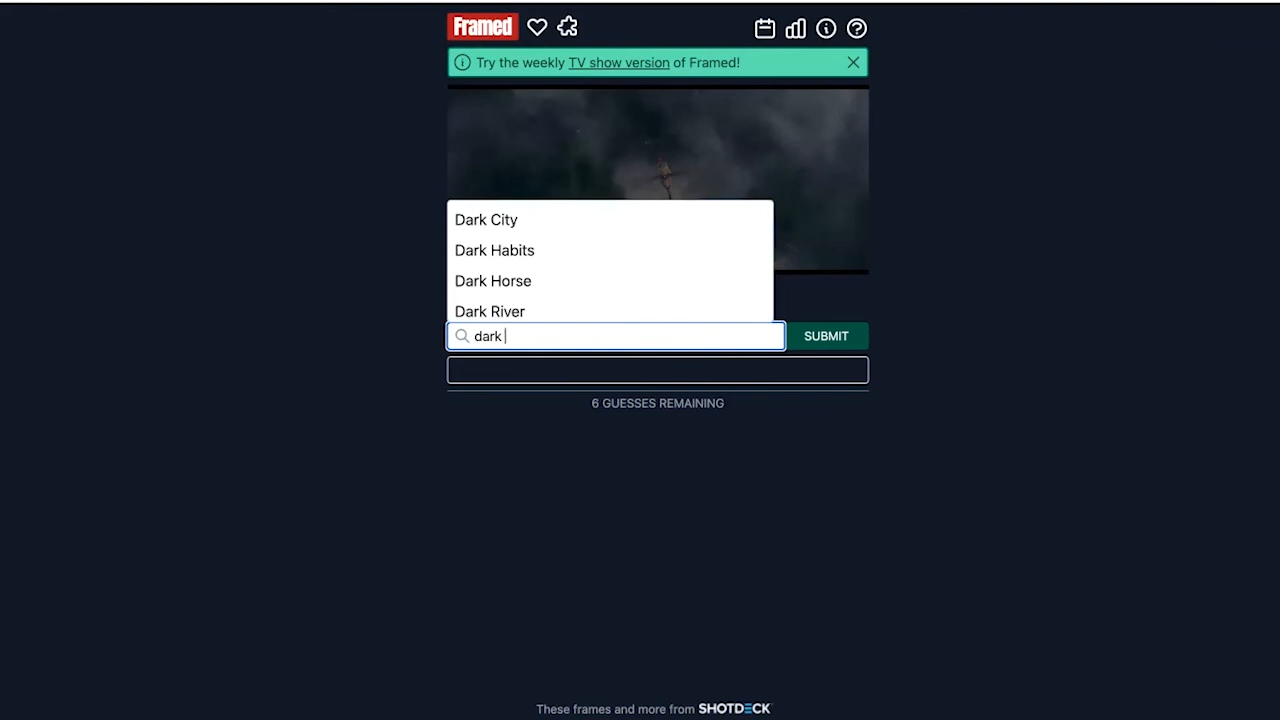 Framed
Try the weekly TV show version of Framed!
Dark City
Dark Habits
Dark Horse
Dark River
dark
SUBMIT
6 GUESSES REMAINING
These frames and more from SHOTDECK